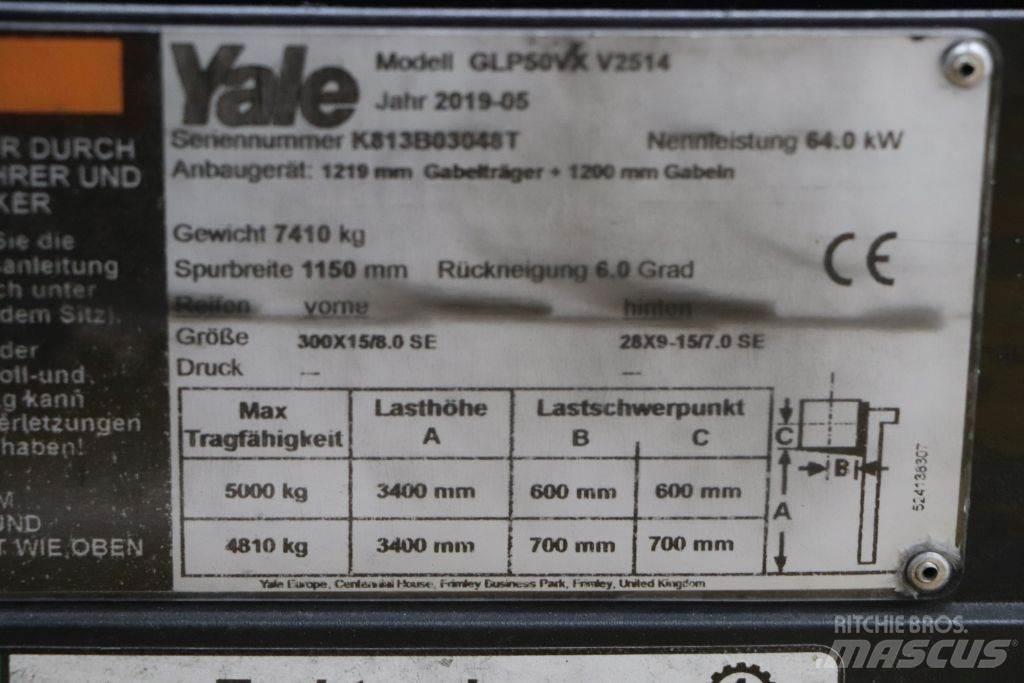 Yale
Modell GLP50VX V2514
Jahr 2019-05
Seriennummer K813B03048T Nennleistung 64.0 kW
Anbaugerät: 1219 mm Gabelträger + 1200 mm Gabeln
Gewicht 7410 kg
CE
Spurbreite 1150 mm Rückneigung 6.0 Grad
Reifen vorne hinten
Größe 300X15/8.0 SE 28X9-15/7.0 SE
Druck — —
Max Lasthöhe Lastschwerpunkt
Tragfähigkeit A B C
5000 kg 3400 mm 600 mm 600 mm
4810 kg 3400 mm 700 mm 700 mm
C
B
A
524138307
Yale Europe, Centennial House, Frimley Business Park, Frimley, United Kingdom
R DURCH
HRER UND
KER
Sie die
sanleitung
ch unter
dem Sitz).
der
oll-und
g kann
erletzungen
haben!
M
UND
T WIE OBEN
RITCHIE BROS.
MASCUS